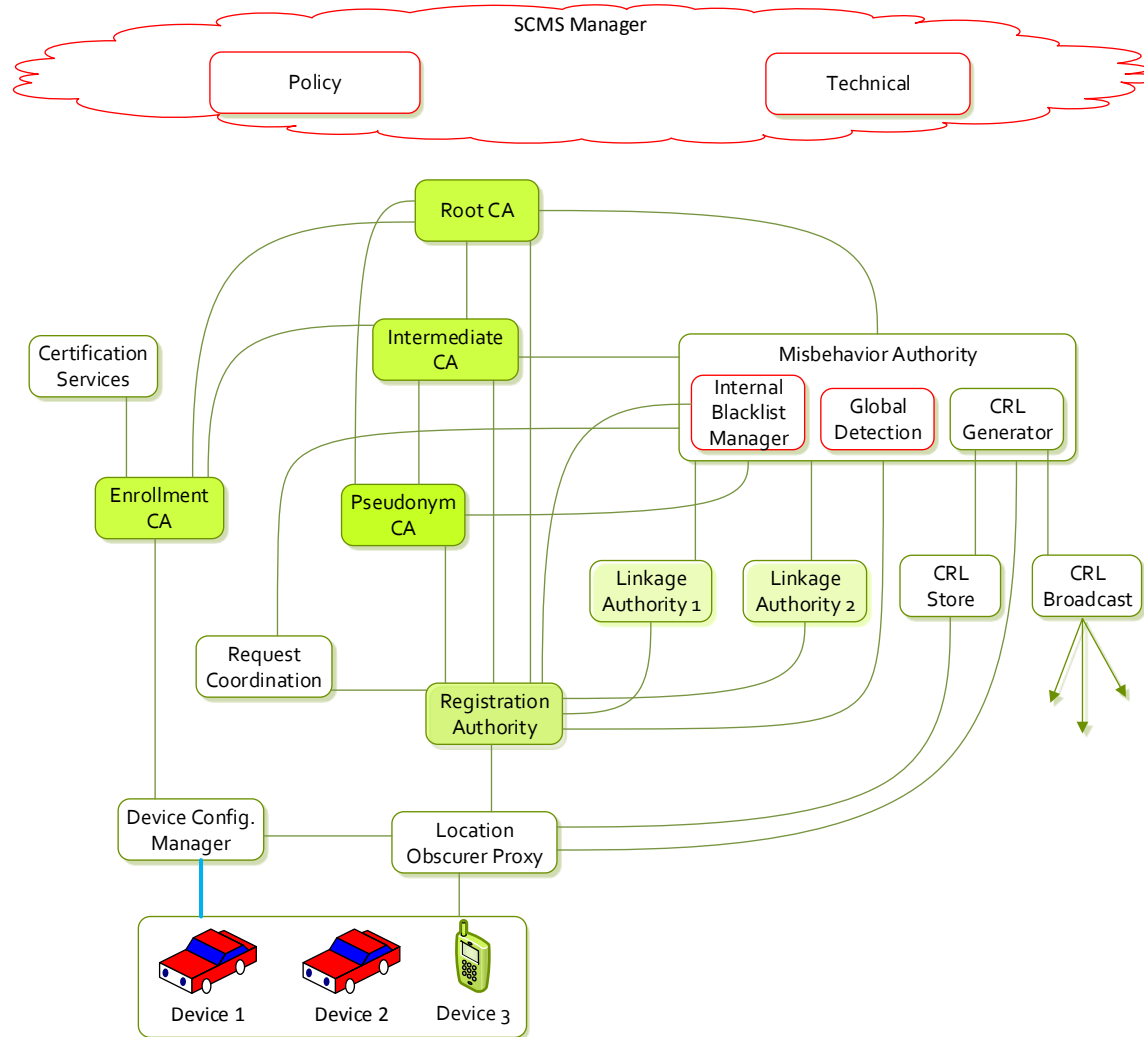 SCMS Manager
Policy
Technical
Root CA
Intermediate
CA
Certification
Services
Misbehavior Authority
Internal
Blacklist
Manager
Global
Detection
CRL
Generator
Enrollment
CA
Pseudonym
CA
Linkage
Authority 1
Linkage
Authority 2
CRL
Store
CRL
Broadcast
Request
Coordination
Registration
Authority
Device Config.
Manager
Location
Obscurer Proxy
Device 1
Device 2
Device 3